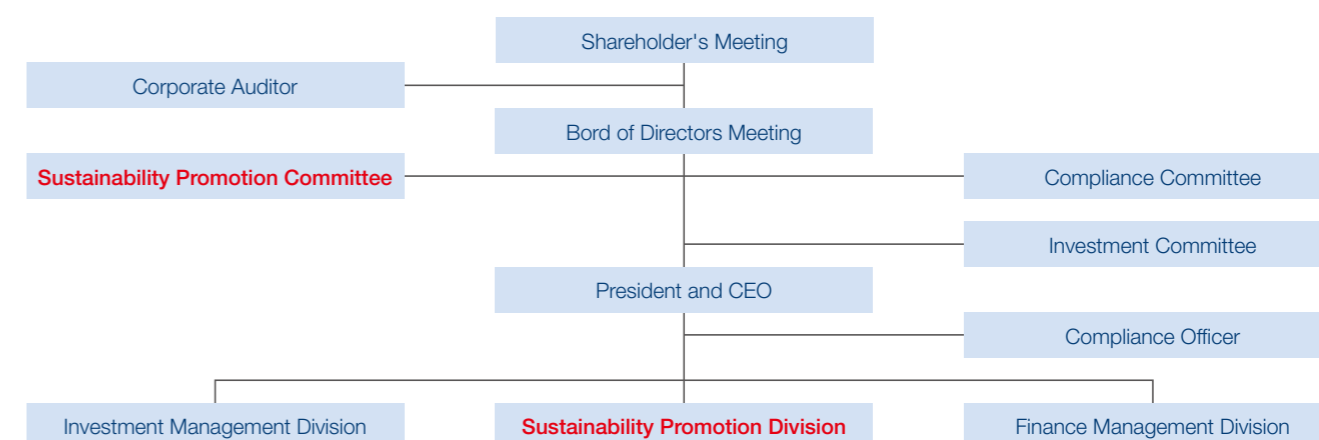 Shareholder's Meeting
Corporate Auditor
Bord of Directors Meeting
Sustainability Promotion Committee
Compliance Committee
Investment Committee
President and CEO
Compliance Officer
Investment Management Division
Sustainability Promotion Division
Finance Management Division